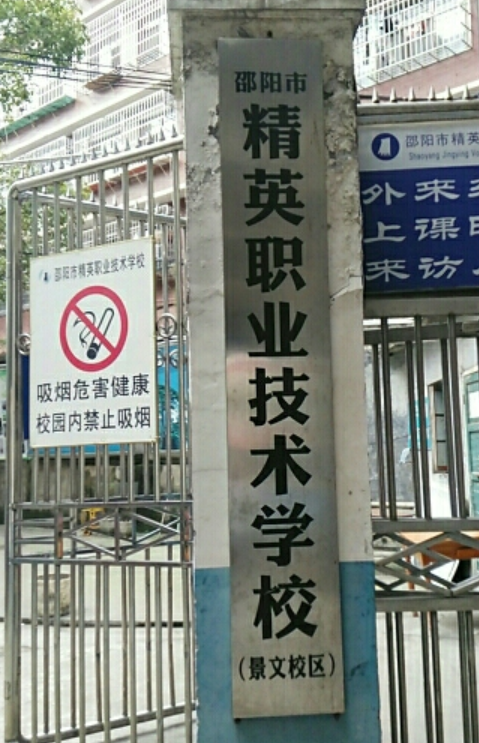 邵阳市
精英职业技术学校
(景文校区)
邵阳市精英职业技术学校
吸烟危害健康
校园内禁止吸烟
邵阳市精英
Shaoyang Jingying
外来
上课
来访